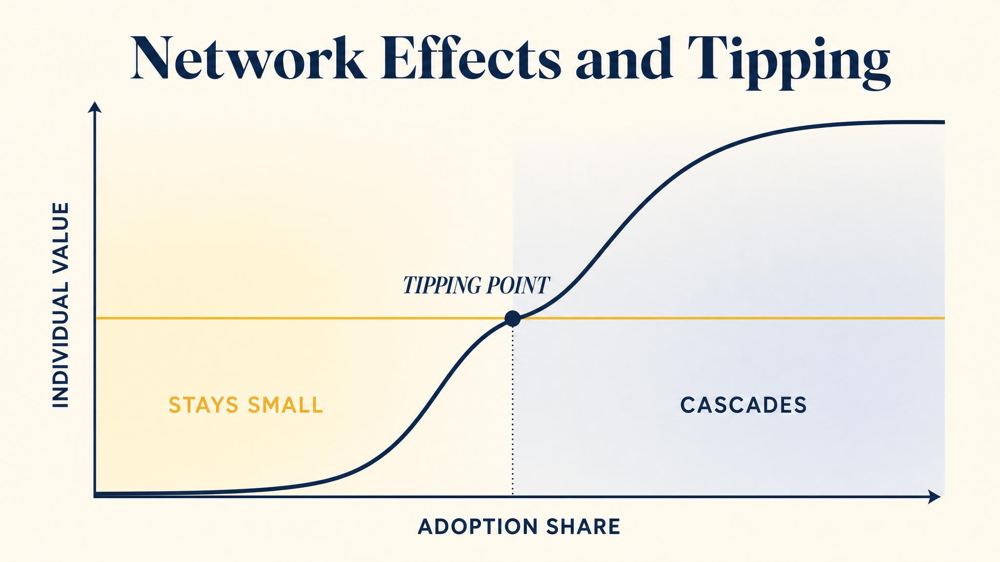 Network Effects and Tipping
INDIVIDUAL VALUE
TIPPING POINT
STAYS SMALL
CASCADES
ADOPTION SHARE